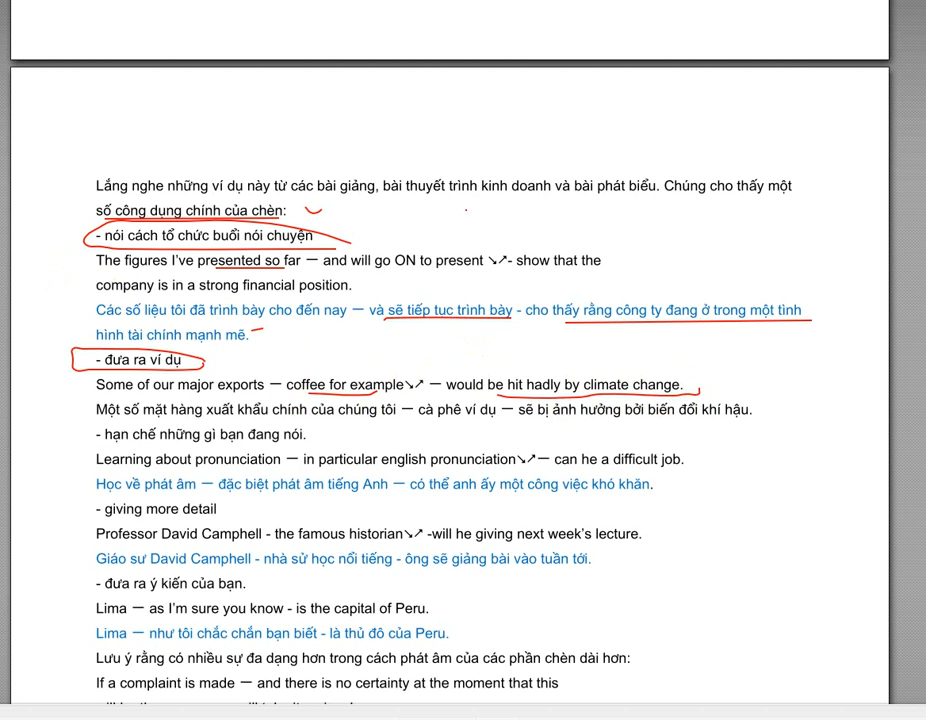 Lắng nghe những ví dụ này từ các bài giảng, bài thuyết trình kinh doanh và bài phát biểu. Chúng cho thấy một
số công dụng chính của chèn:
- nói cách tổ chức buổi nói chuyện
The figures I've presented so far — and will go ON to present ↘↗- show that the
company is in a strong financial position.
Các số liệu tôi đã trình bày cho đến nay — và sẽ tiếp tục trình bày - cho thấy rằng công ty đang ở trong một tình
hình tài chính mạnh mẽ.
- đưa ra ví dụ
Some of our major exports — coffee for example↘↗ — would be hit hadly by climate change.
Một số mặt hàng xuất khẩu chính của chúng tôi — cà phê ví dụ — sẽ bị ảnh hưởng bởi biến đổi khí hậu.
- hạn chế những gì bạn đang nói.
Learning about pronunciation — in particular english pronunciation↘↗— can he a difficult job.
Học về phát âm — đặc biệt phát âm tiếng Anh — có thể anh ấy một công việc khó khăn.
- giving more detail
Professor David Camphell - the famous historian↘↗ -will he giving next week's lecture.
Giáo sư David Camphell - nhà sử học nổi tiếng - ông sẽ giảng bài vào tuần tới.
- đưa ra ý kiến của bạn.
Lima — as I'm sure you know - is the capital of Peru.
Lima — như tôi chắc chắn bạn biết - là thủ đô của Peru.
Lưu ý rằng có nhiều sự đa dạng hơn trong cách phát âm của các phần chèn dài hơn:
If a complaint is made — and there is no certainty at the moment that this